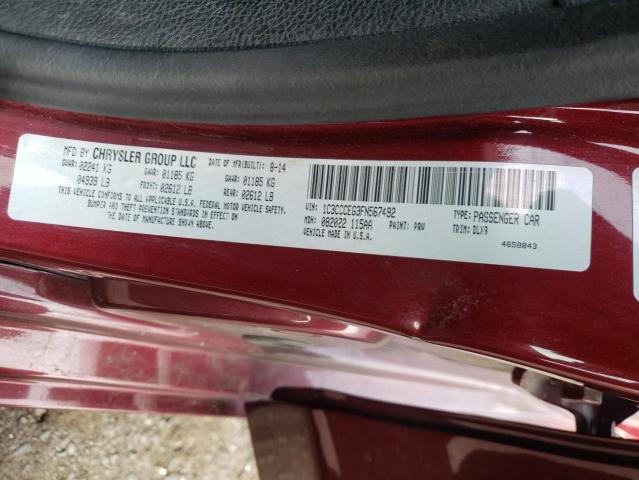 MFD BY CHRYSLER GROUP LLC DATE OF MFR(BUILT): 8-14
GVWR: 02241 KG GAWR: 01185 KG GAWR: 01185 KG
04939 LB FRONT: 02612 LB REAR: 02612 LB
THIS VEHICLE CONFORMS TO ALL APPLICABLE U.S.A. FEDERAL MOTOR VEHICLE SAFETY,
BUMPER AND THEFT PREVENTION STANDARDS IN EFFECT ON
THE DATE OF MANUFACTURE SHOWN ABOVE.
VIN: 1C3CCCEG3FN567492 TYPE: PASSENGER CAR
MDH: 082022 115AA PAINT: PRV TRIM: DLX9
VEHICLE MADE IN U.S.A. 4658843